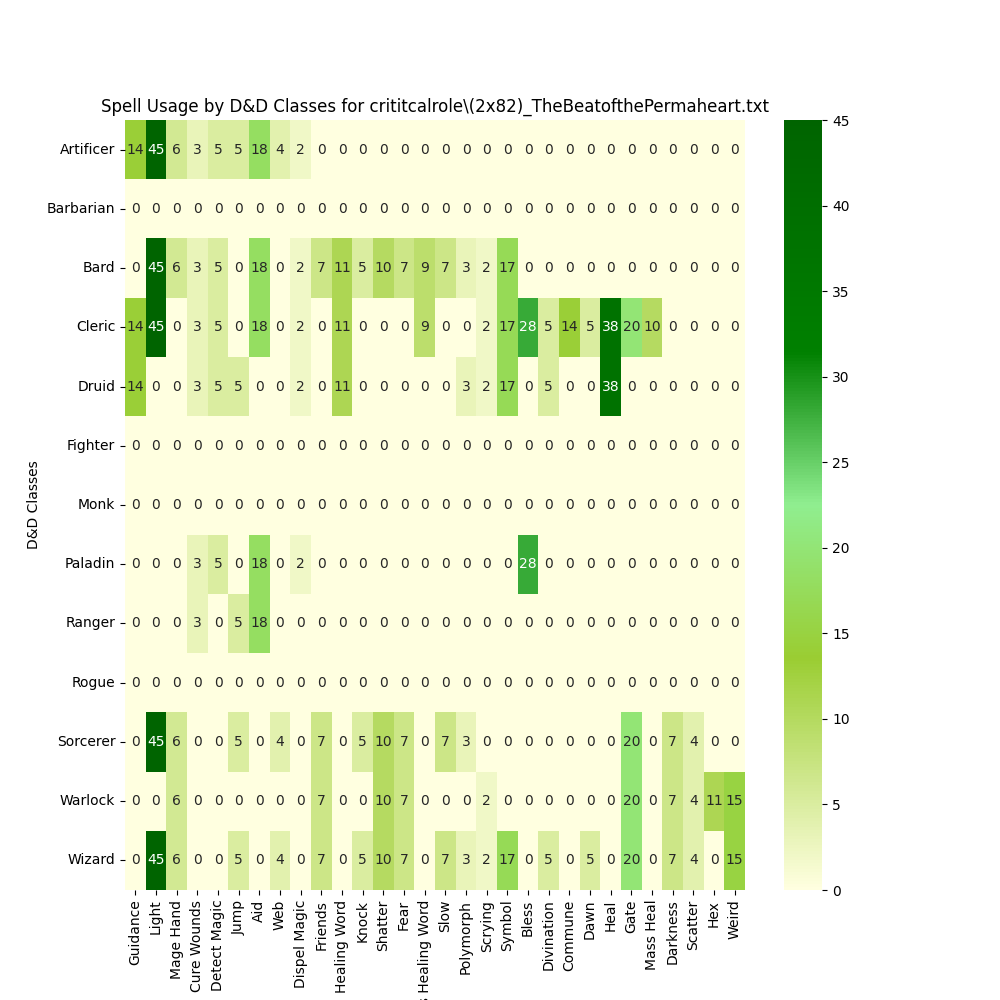 Spell Usage by D&D Classes for crititcalrole\(2x82)_TheBeatofthePermaheart.txt
D&D Classes
Artificer 14 45 6 3 5 5 18 4 2 0 0 0 0 0 0 0 0 0 0 0 0 0 0 0 0 0 0 0 0 0
Barbarian 0 0 0 0 0 0 0 0 0 0 0 0 0 0 0 0 0 0 0 0 0 0 0 0 0 0 0 0 0 0
Bard 0 45 6 3 5 0 18 0 2 7 11 5 10 7 9 7 3 2 17 0 0 0 0 0 0 0 0 0 0 0
Cleric 14 45 0 3 5 0 18 0 2 0 11 0 0 0 9 0 0 2 17 28 5 14 5 38 20 10 0 0 0 0
Druid 14 0 0 3 5 5 0 0 2 0 11 0 0 0 0 0 3 2 17 0 5 0 0 38 0 0 0 0 0 0
Fighter 0 0 0 0 0 0 0 0 0 0 0 0 0 0 0 0 0 0 0 0 0 0 0 0 0 0 0 0 0 0
Monk 0 0 0 0 0 0 0 0 0 0 0 0 0 0 0 0 0 0 0 0 0 0 0 0 0 0 0 0 0 0
Paladin 0 0 0 3 5 0 18 0 2 0 0 0 0 0 0 0 0 0 0 28 0 0 0 0 0 0 0 0 0 0
Ranger 0 0 0 3 0 5 18 0 0 0 0 0 0 0 0 0 0 0 0 0 0 0 0 0 0 0 0 0 0 0
Rogue 0 0 0 0 0 0 0 0 0 0 0 0 0 0 0 0 0 0 0 0 0 0 0 0 0 0 0 0 0 0
Sorcerer 0 45 6 0 0 5 0 4 0 7 0 5 10 7 0 7 3 0 0 0 0 0 0 0 20 0 7 4 0 0
Warlock 0 0 6 0 0 0 0 0 0 7 0 0 10 7 0 0 0 2 0 0 0 0 0 0 20 0 7 4 11 15
Wizard 0 45 6 0 0 5 0 4 0 7 0 5 10 7 0 7 3 2 17 0 5 0 5 0 20 0 7 4 0 15
Guidance
Light
Mage Hand
Cure Wounds
Detect Magic
Jump
Aid
Web
Dispel Magic
Friends
Healing Word
Knock
Shatter
Fear
Healing Word
Slow
Polymorph
Scrying
Symbol
Bless
Divination
Commune
Dawn
Heal
Gate
Mass Heal
Darkness
Scatter
Hex
Weird
45
40
35
30
25
20
15
10
5
0